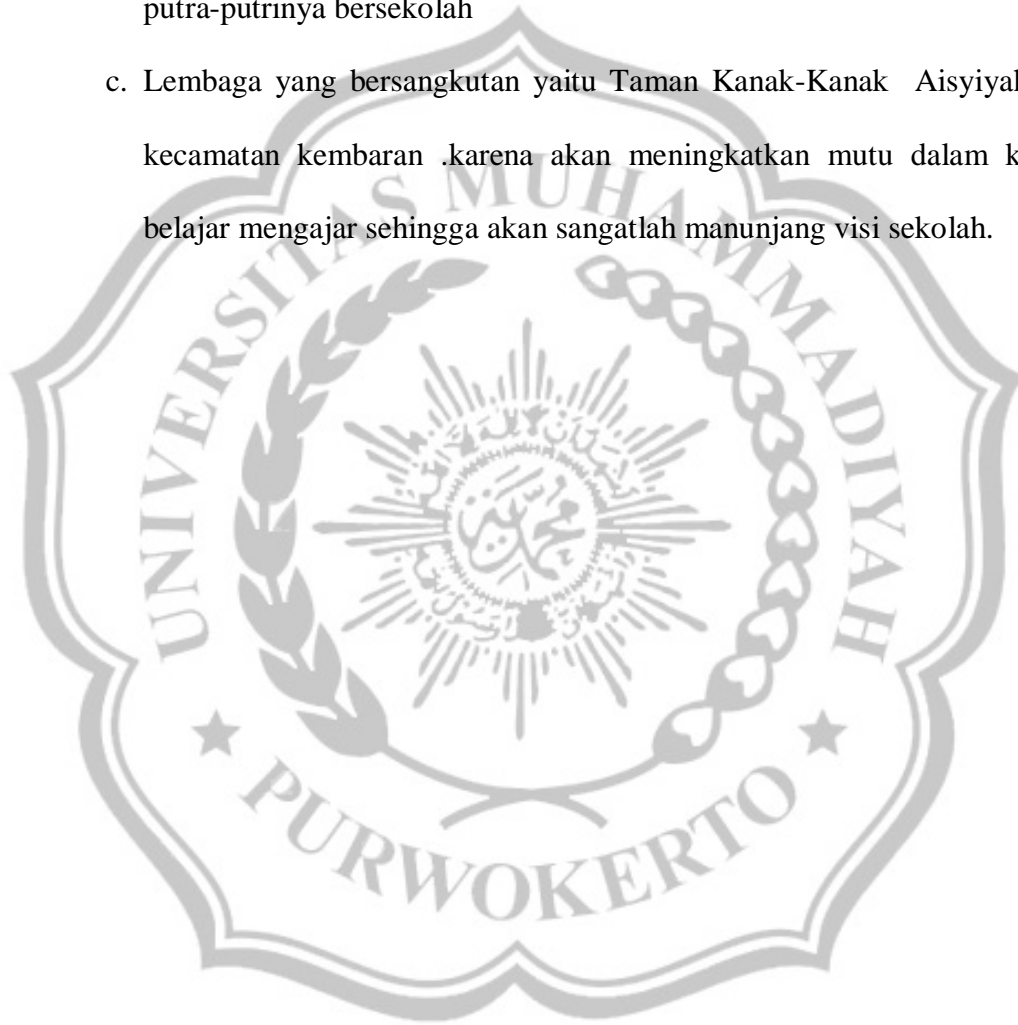 putra-putrinya bersekolah
c. Lembaga yang bersangkutan yaitu Taman Kanak-Kanak Aisyiyah
kecamatan kembaran .karena akan meningkatkan mutu dalam k
belajar mengajar sehingga akan sangatlah manunjang visi sekolah.
UNIVERSITAS MUHAMMADIYAH
PURWOKERTO